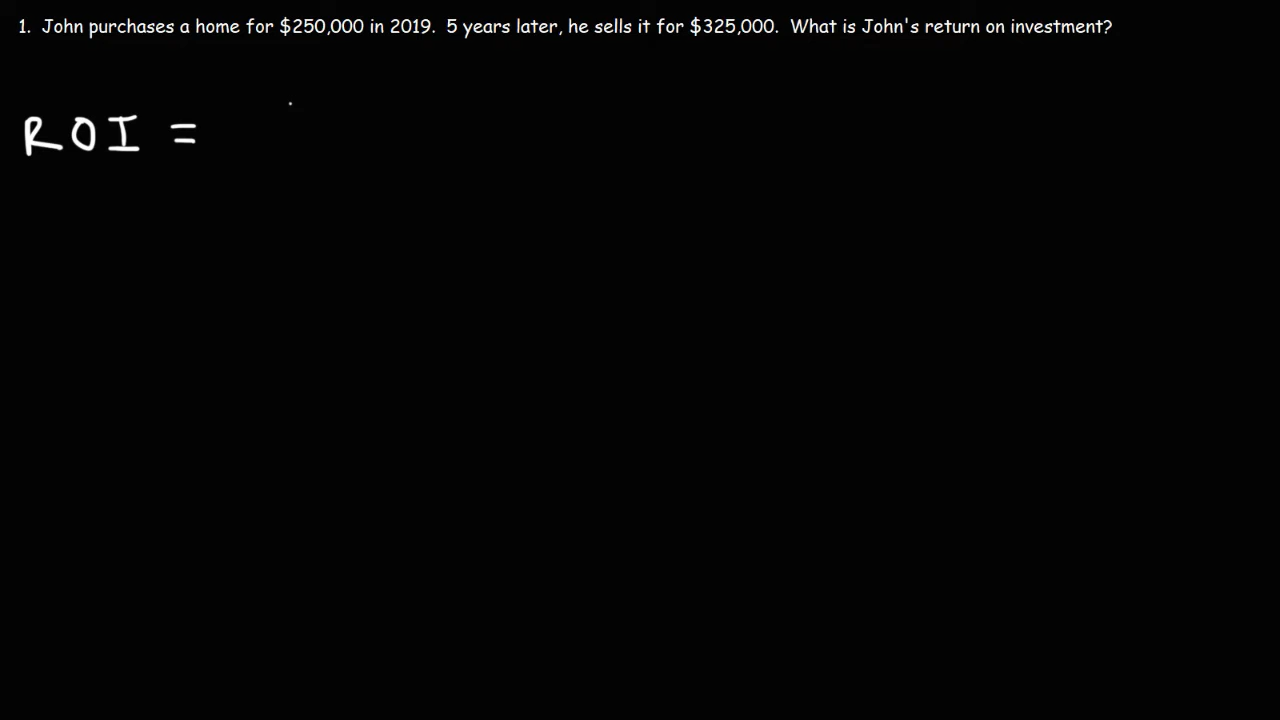 1. John purchases a home for $250,000 in 2019. 5 years later, he sells it for $325,000. What is John's return on investment?
ROI =